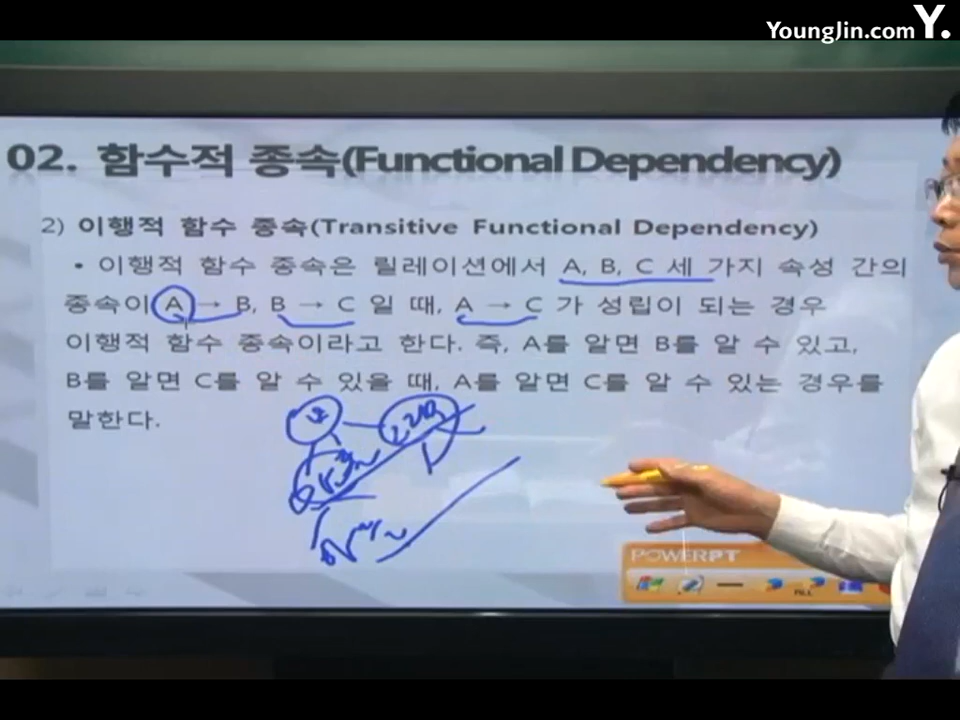 YoungJin.com Y.
02. 함수적 종속(Functional Dependency)
2) 이행적 함수 종속(Transitive Functional Dependency)
• 이행적 함수 종속은 릴레이션에서 A, B, C 세 가지 속성 간의
종속이 A → B, B → C 일 때, A → C 가 성립이 되는 경우
이행적 함수 종속이라고 한다. 즉, A를 알면 B를 알 수 있고,
B를 알면 C를 알 수 있을 때, A를 알면 C를 알 수 있는 경우를
말한다.
POWERPT